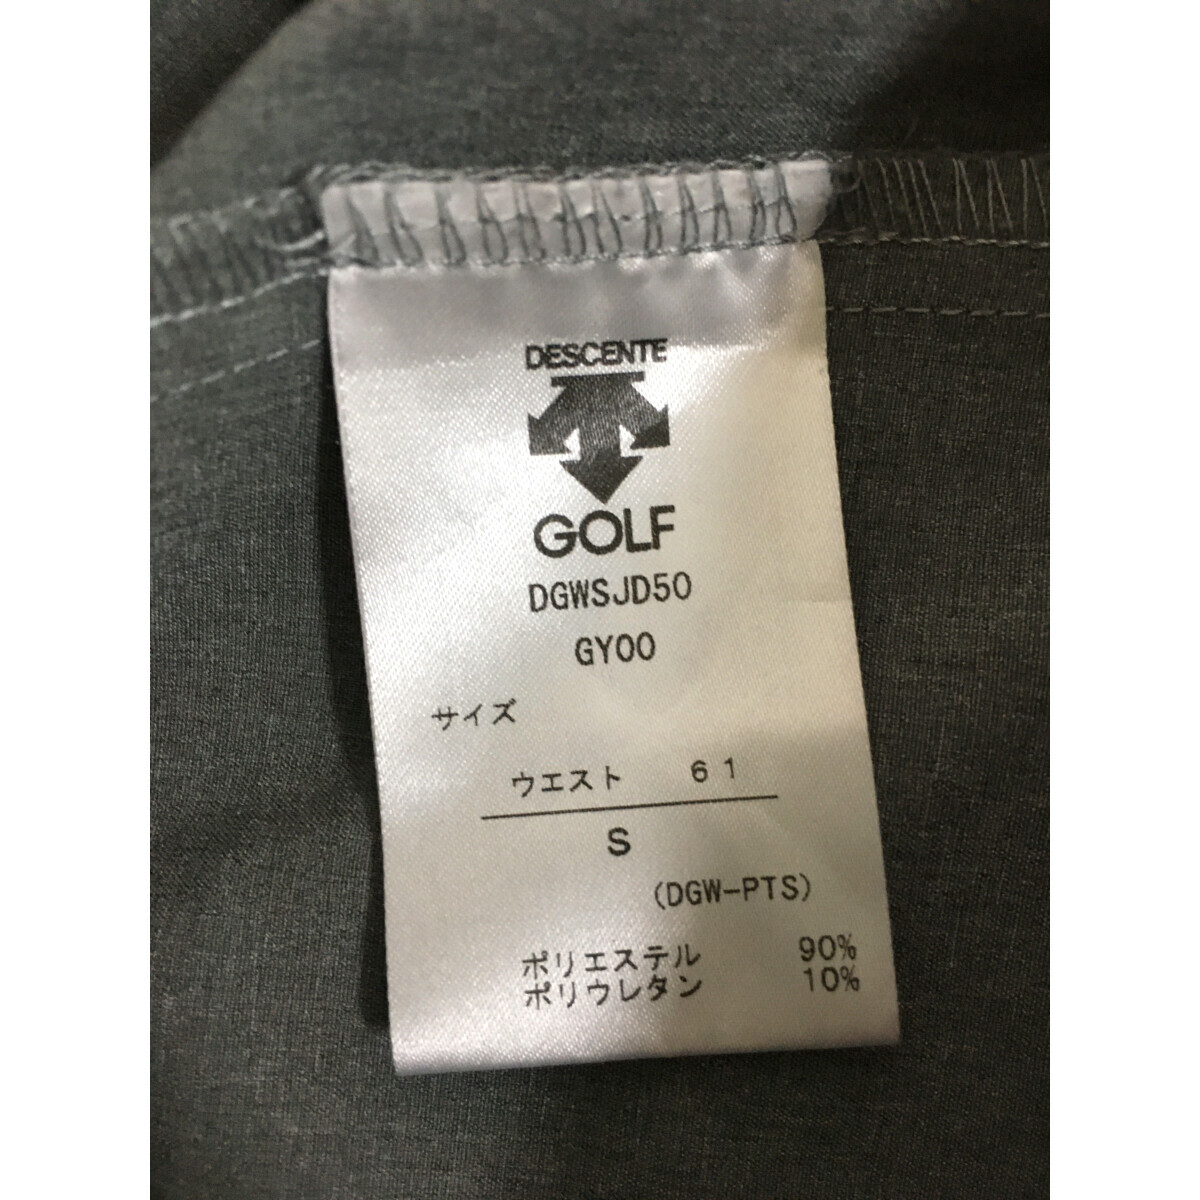 DESCENTE
GOLF
DGWSJD50
GY00
サイズ
ウエスト 61
S
(DGW-PTS)
ポリエステル 90%
ポリウレタン 10%